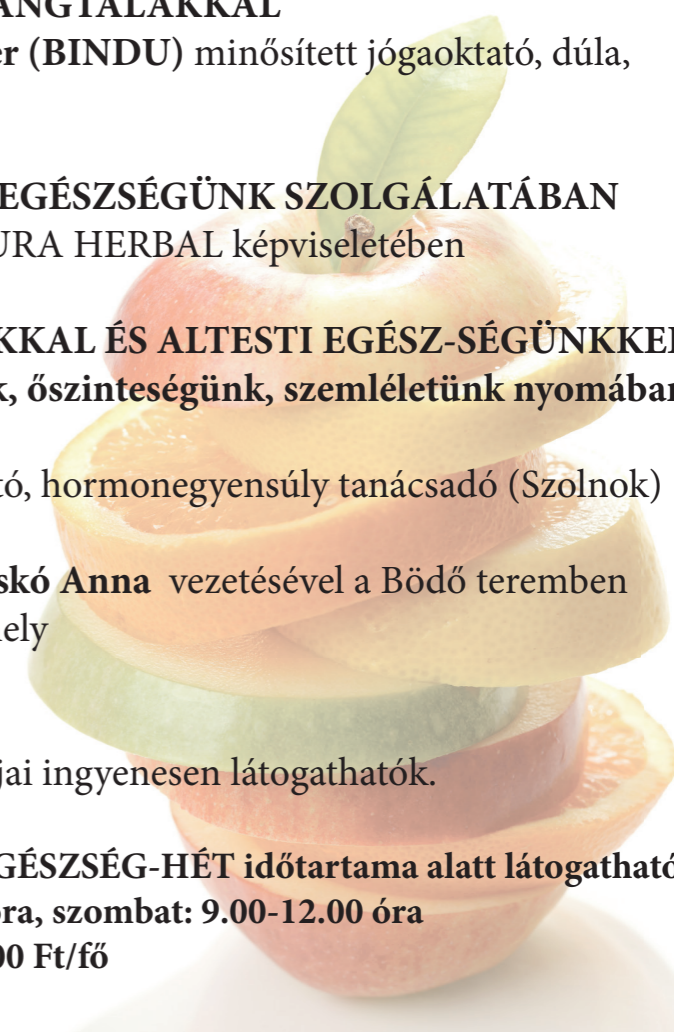 ANGTÁLAKKAL
er (BINDU) minősített jógaoktató, dúla,
EGÉSZSÉGÜNK SZOLGÁLATÁBAN
URA HERBAL képviseletében
KKAL ÉS ALTESTI EGÉSZ-SÉGÜNKKEL
k, őszinteségünk, szemléletünk nyomában
tó, hormonegyensúly tanácsadó (Szolnok)
skó Anna vezetésével a Bödő teremben
hely
jai ingyenesen látogathatók.
GÉSZSÉG-HÉT időtartama alatt látogatható
óra, szombat: 9.00-12.00 óra
00 Ft/fő